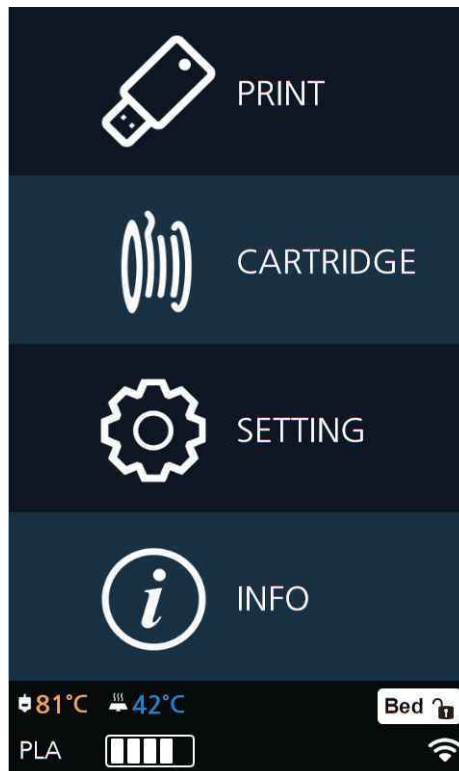 PRINT
CARTRIDGE
SETTING
i INFO
81°C 42°C Bed
PLA